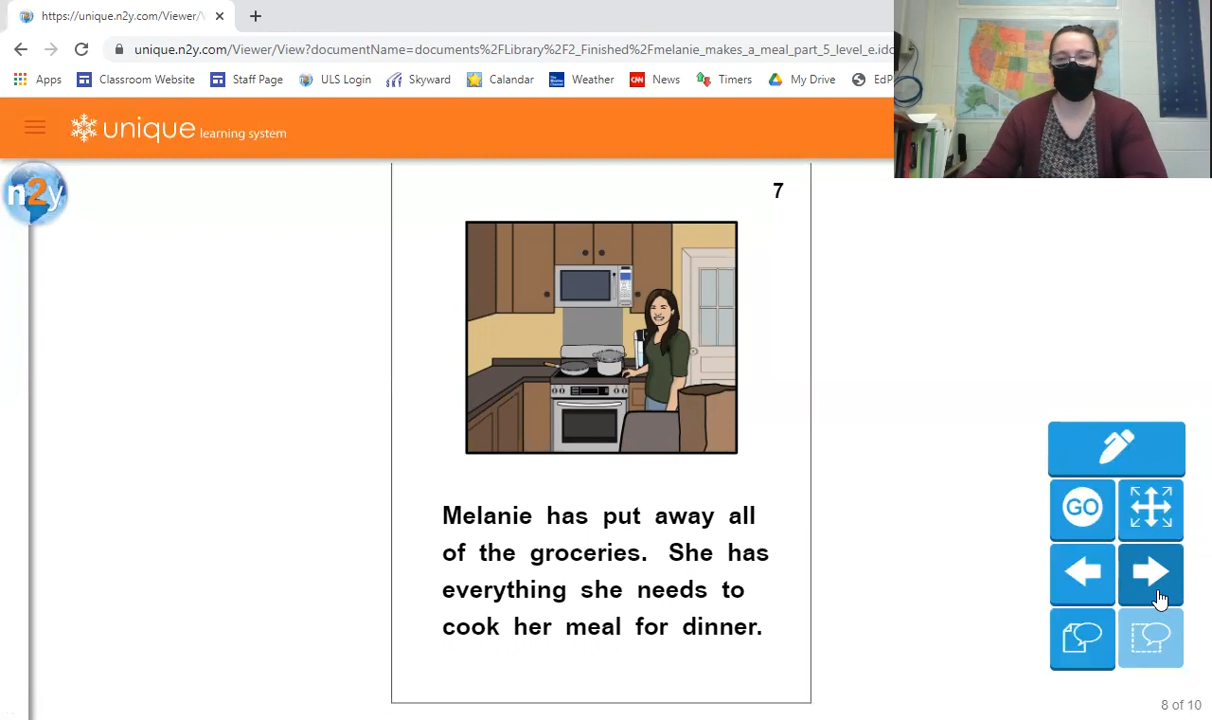 https://unique.n2y.com/Viewer/V
unique.n2y.com/Viewer/View?documentName=documents%2FLibrary%2F2_Finished%2Fmelanie_makes_a_meal_part_5_level_e.ido
Apps Classroom Website Staff Page ULS Login Skyward Calandar Weather News Timers My Drive EdP
unique learning system
n2y
7
Melanie has put away all
of the groceries. She has
everything she needs to
cook her meal for dinner.
GO
8 of 10